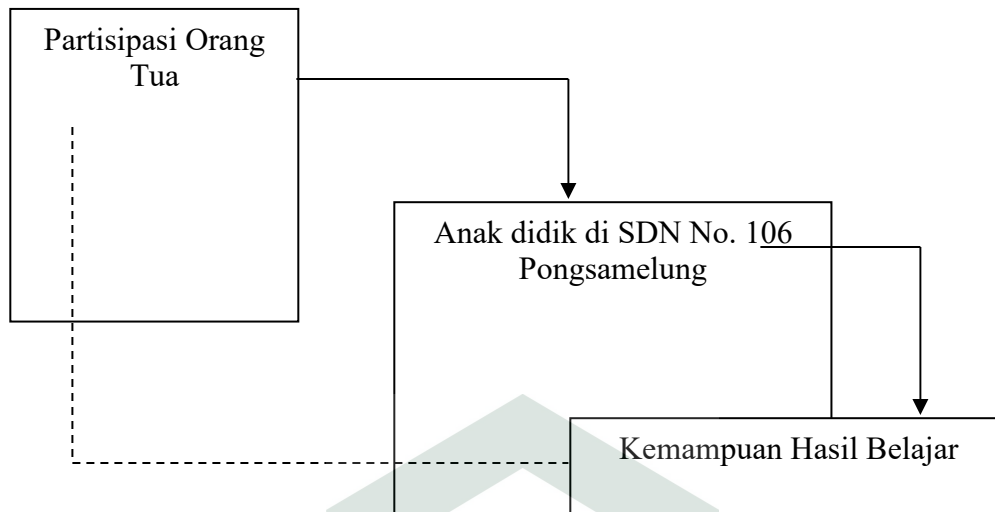 Partisipasi Orang
Tua
Anak didik di SDN No. 106
Pongsamelung
Kemampuan Hasil Belajar